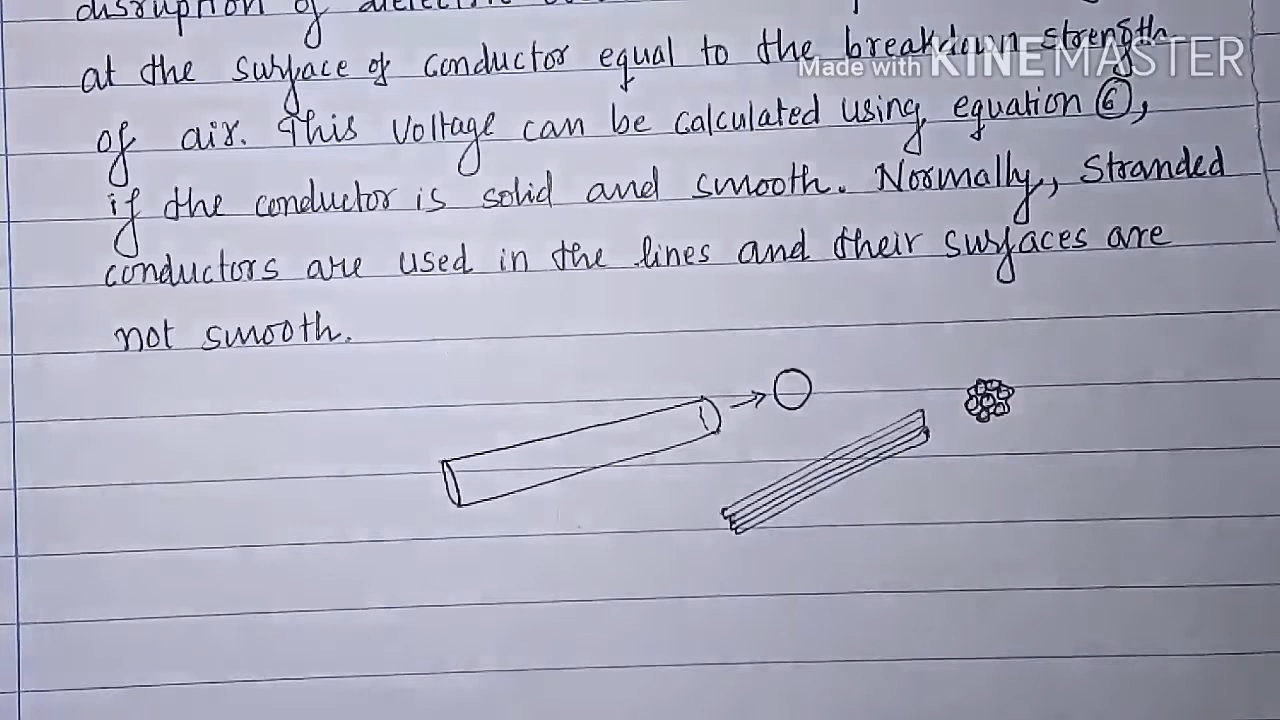 disruption of
at the surface of conductor equal to the breakdown strength
Made with KINEMASTER
of air. This voltage can be calculated using equation ⑥,
if the conductor is solid and smooth. Normally, stranded
conductors are used in the lines and their surfaces are
not smooth.